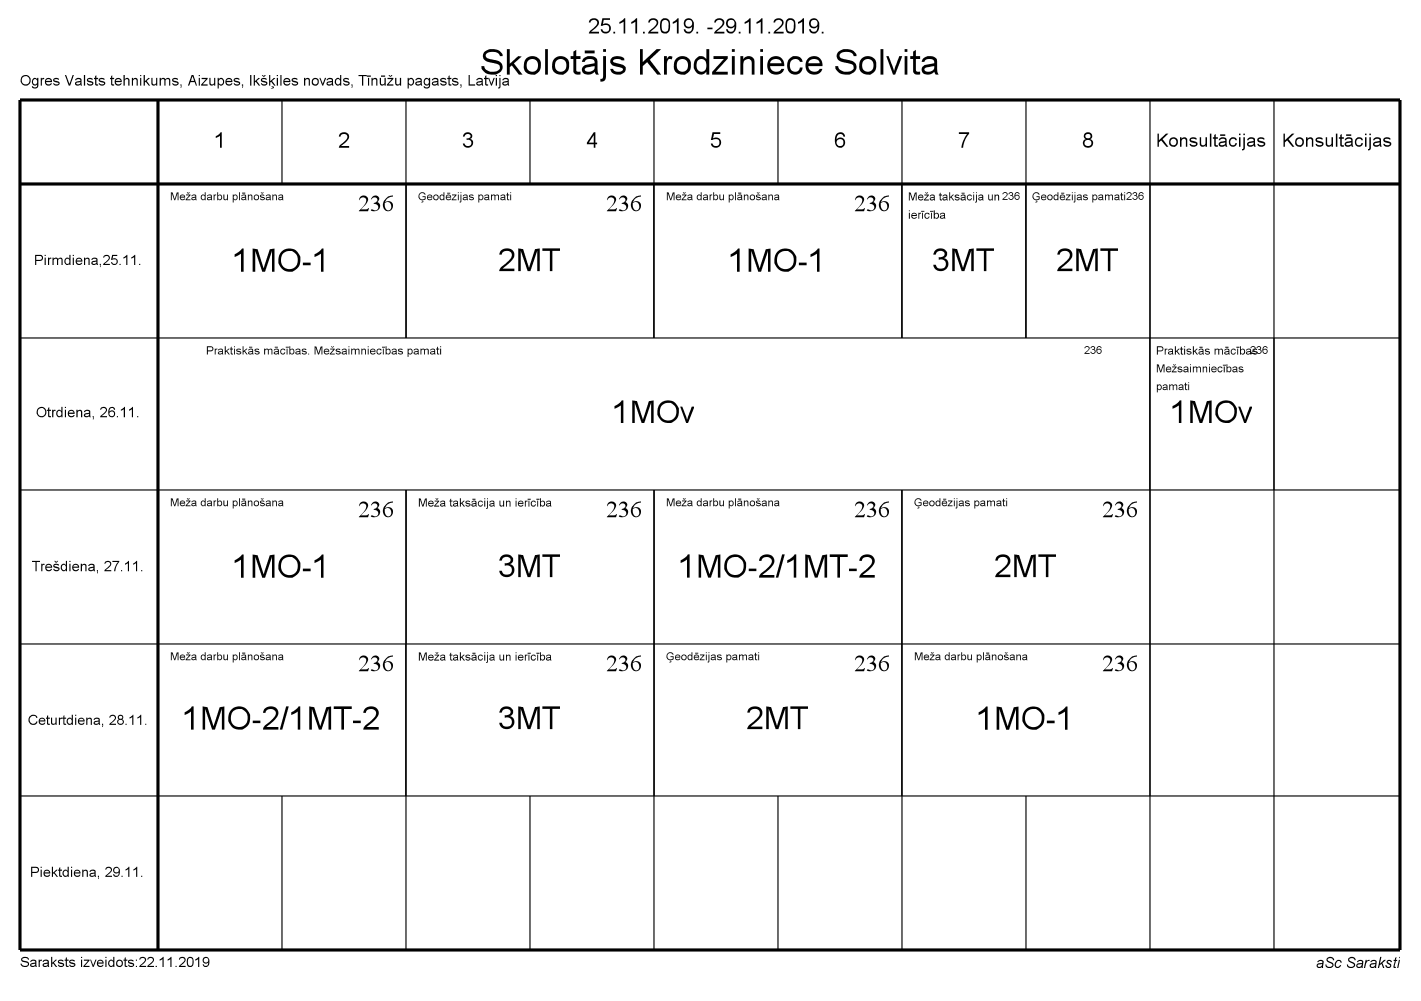 25.11.2019. -29.11.2019.
Skolotājs Krodziniece Solvita
Ogres Valsts tehnikums, Aizupes, Ikšķiles novads, Tīnūžu pagasts, Latvija
1 2 3 4 5 6 7 8 Konsultācijas Konsultācijas
Pirmdiena,25.11.
Meža darbu plānošana 236
1MO-1
Ģeodēzijas pamati 236
2MT
Meža darbu plānošana 236
1MO-1
Meža taksācija un 236
ierīcība
3MT
Ģeodēzijas pamati 236
2MT
Otrdiena, 26.11.
Praktiskās mācības. Mežsaimniecības pamati 236
1MOv
Praktiskās mācības 236
Mežsaimniecības
pamati
1MOv
Trešdiena, 27.11.
Meža darbu plānošana 236
1MO-1
Meža taksācija un ierīcība 236
3MT
Meža darbu plānošana 236
1MO-2/1MT-2
Ģeodēzijas pamati 236
2MT
Ceturtdiena, 28.11.
Meža darbu plānošana 236
1MO-2/1MT-2
Meža taksācija un ierīcība 236
3MT
Ģeodēzijas pamati 236
2MT
Meža darbu plānošana 236
1MO-1
Piektdiena, 29.11.
Saraksts izveidots:22.11.2019
aSc Saraksti